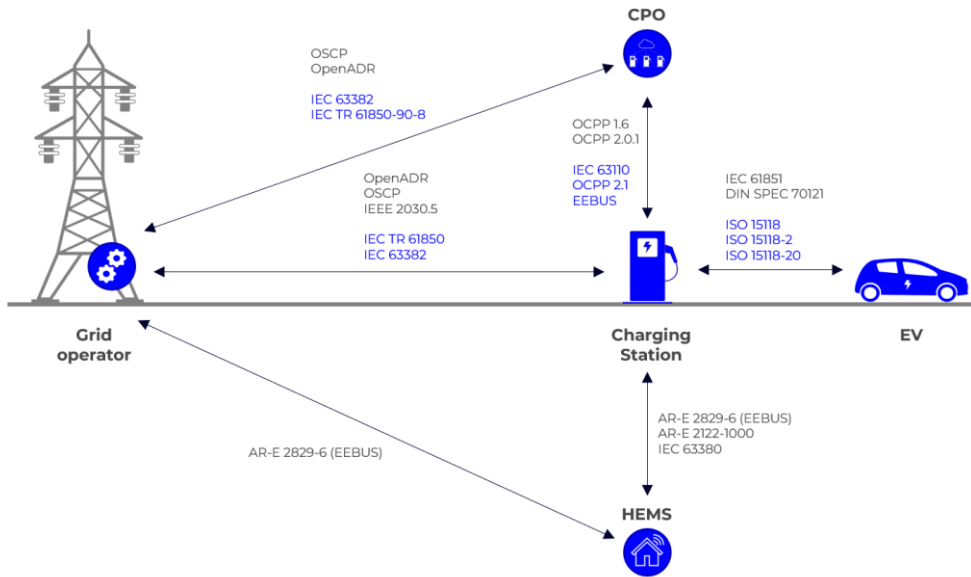 CPO
OSCP
OpenADR
IEC 63382
IEC TR 61850-90-8
OCPP 1.6
OCPP 2.0.1
IEC 63110
OCPP 2.1
EEBUS
OpenADR
OSCP
IEEE 2030.5
IEC TR 61850
IEC 63382
IEC 61851
DIN SPEC 70121
ISO 15118
ISO 15118-2
ISO 15118-20
Grid
operator
Charging
Station
EV
AR-E 2829-6 (EEBUS)
AR-E 2829-6 (EEBUS)
AR-E 2122-1000
IEC 63380
HEMS